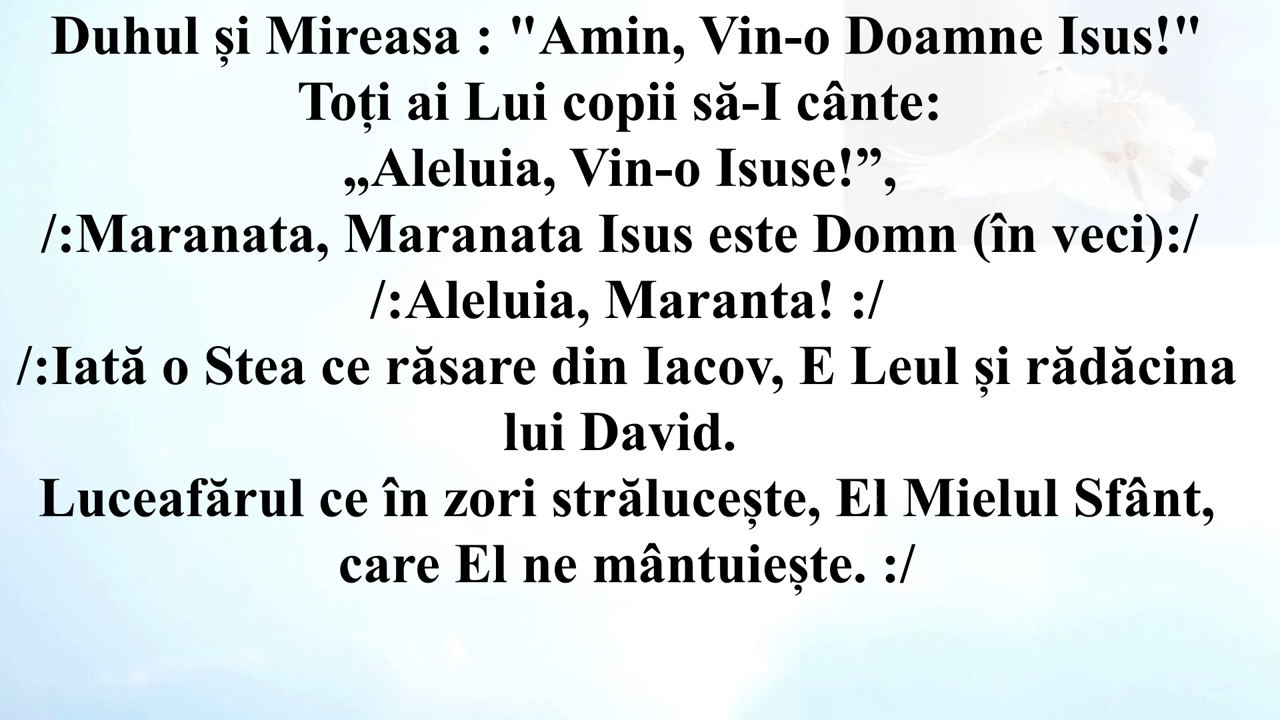 Duhul și Mireasa : "Amin, Vin-o Doamne Isus!"
Toți ai Lui copii să-I cânte:
„Aleluia, Vin-o Isuse!”,
/:Maranata, Maranata Isus este Domn (în veci):/
/:Aleluia, Maranta! :/
/:Iată o Stea ce răsare din Iacov, E Leul și rădăcina
lui David.
Luceafărul ce în zori strălucește, El Mielul Sfânt,
care El ne mântuiește. :/